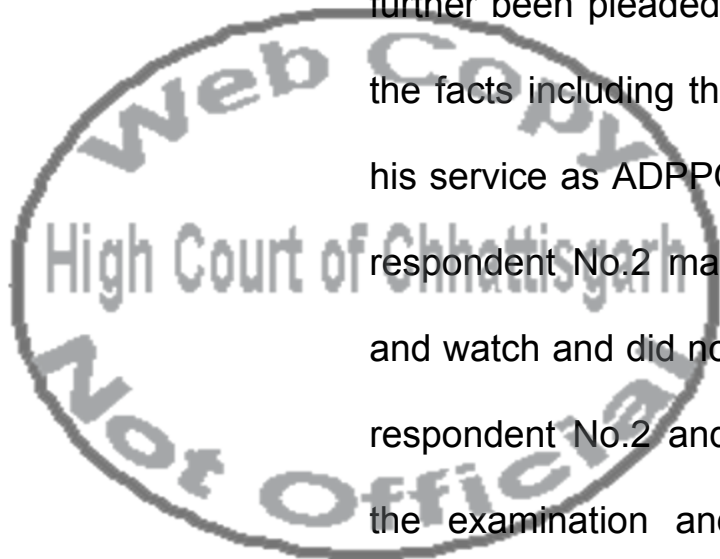 further been pleaded
the facts including th
his service as ADPPO
respondent No.2 ma
and watch and did no
respondent No.2 and
the examination and
Web Copy
High Court of Chhattisgarh
Not Official